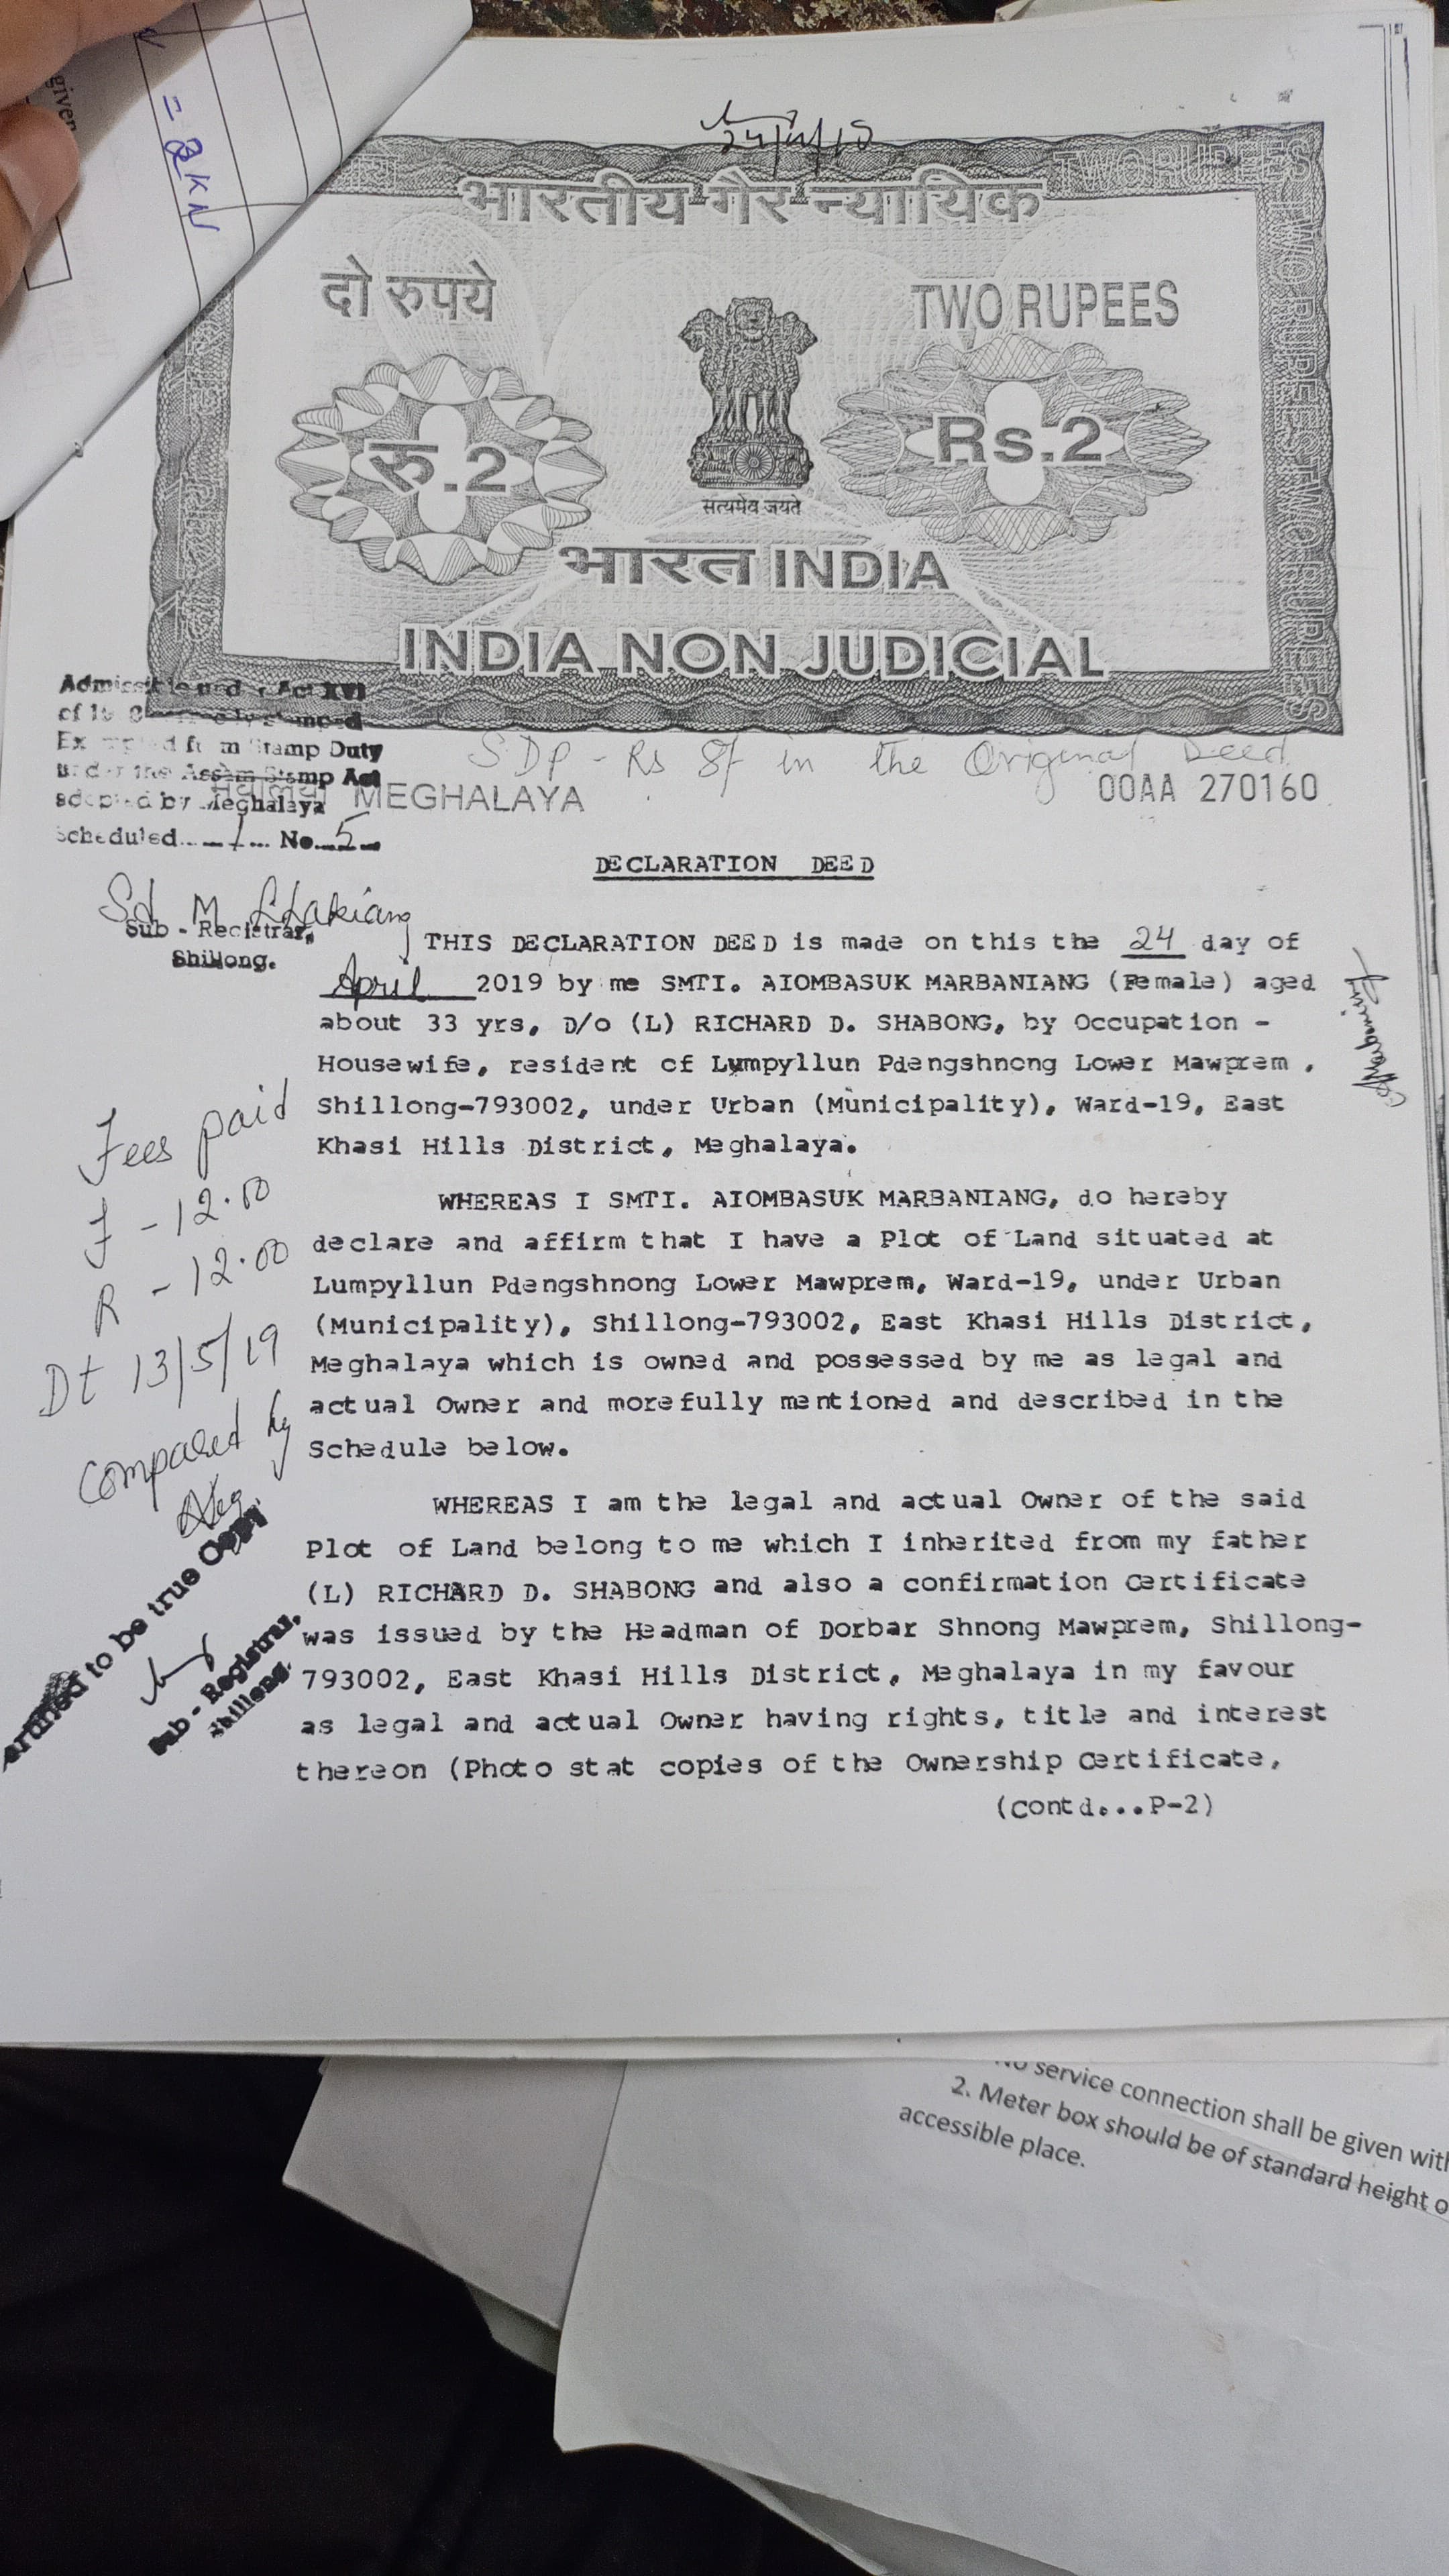 given
= 2KN
24/4/19
भारतीय गैर न्यायिक
TWO RUPEES
दो रुपये
TWO RUPEES
रु.2
Rs.2
सत्यमेव जयते
भारत INDIA
INDIA NON JUDICIAL
stamped
Stamp Duty
under the Assam Stamp Act
adopted by Meghalaya
Scheduled 1 No. 5
SDP - Rs 8/ in the Original Deed
मेघालय MEGHALAYA
00AA 270160
DECLARATION DEED
Sd M
Sub - Registrar,
Shillong.
THIS DECLARATION DEED is made on this the 24 day of
April 2019 by me SMTI. AIOMBASUK MARBANIANG (Female) aged
about 33 yrs, D/o (L) RICHARD D. SHABONG, by Occupation -
Housewife, resident of Lumpyllun Pdengshnong Lower Mawprem,
Shillong-793002, under Urban (Municipality), Ward-19, East
Khasi Hills District, Meghalaya.
Fees paid
F - 12.00
R - 12.00
Dt 13/5/19
Compared by
WHEREAS I SMTI. AIOMBASUK MARBANIANG, do hereby
declare and affirm that I have a Plot of Land situated at
Lumpyllun Pdengshnong Lower Mawprem, Ward-19, under Urban
(Municipality), Shillong-793002, East Khasi Hills District,
Meghalaya which is owned and possessed by me as legal and
actual Owner and morefully mentioned and described in the
Schedule below.
WHEREAS I am the legal and actual Owner of the said
Plot of Land belong to me which I inherited from my father
(L) RICHARD D. SHABONG and also a confirmation Certificate
was issued by the Headman of Dorbar Shnong Mawprem, Shillong-
793002, East Khasi Hills District, Meghalaya in my favour
as legal and actual Owner having rights, title and interest
thereon (Photo stat copies of the Ownership Certificate,
(contd...P-2)
to be true Copy
Sub - Registrar,
Shillong.
No service connection shall be given with
2. Meter box should be of standard height o
accessible place.